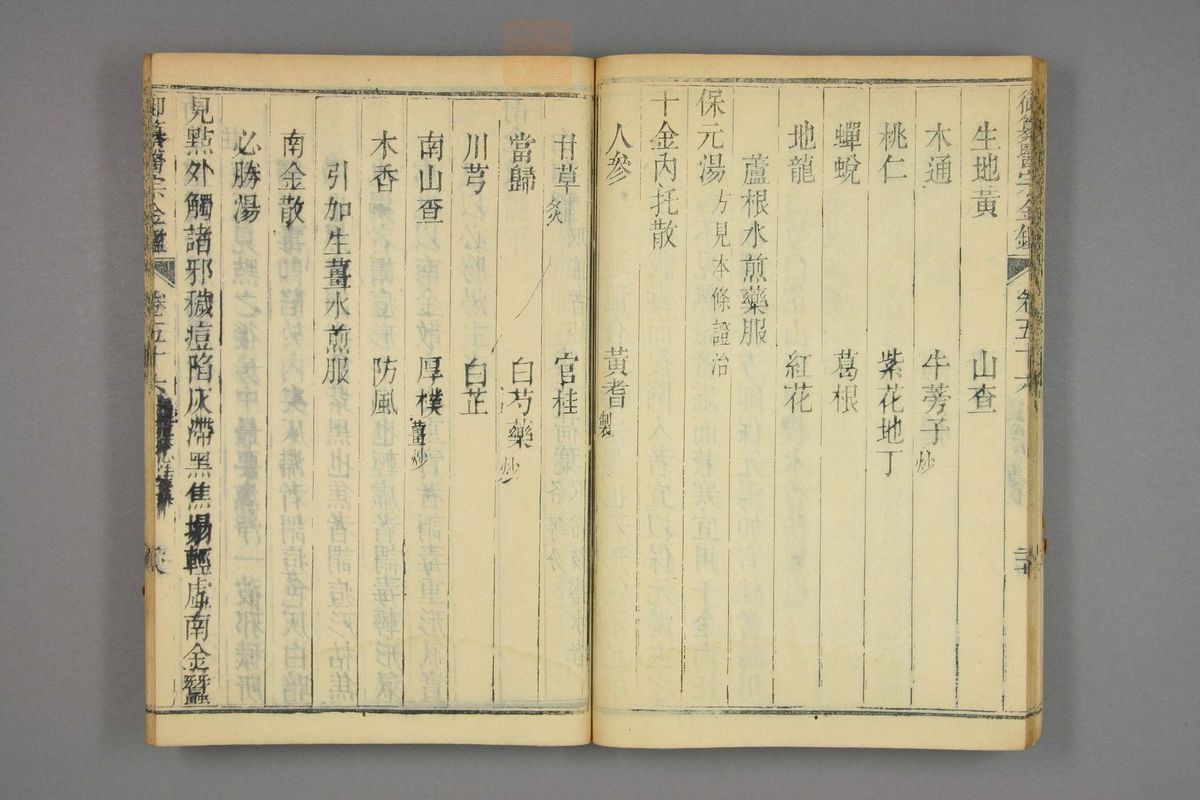 御纂醫宗金鑑 卷五十六
生地黃 山查
木通 牛蒡子炒
桃仁 紫花地丁
蟬蛻 葛根
地龍 紅花
蘆根水煎藥服
保元湯方見本條證治
十金內托散
人參 黃耆製
甘草炙 官桂
當歸 白芍藥炒
川芎 白芷
南山查 厚樸薑炒
木香 防風
引加生薑水煎服
南金散
必勝湯
見點外觸諸邪穢痘陷灰滯黑焦揚輕虛南金蠶
御纂醫宗金鑑 卷五十六